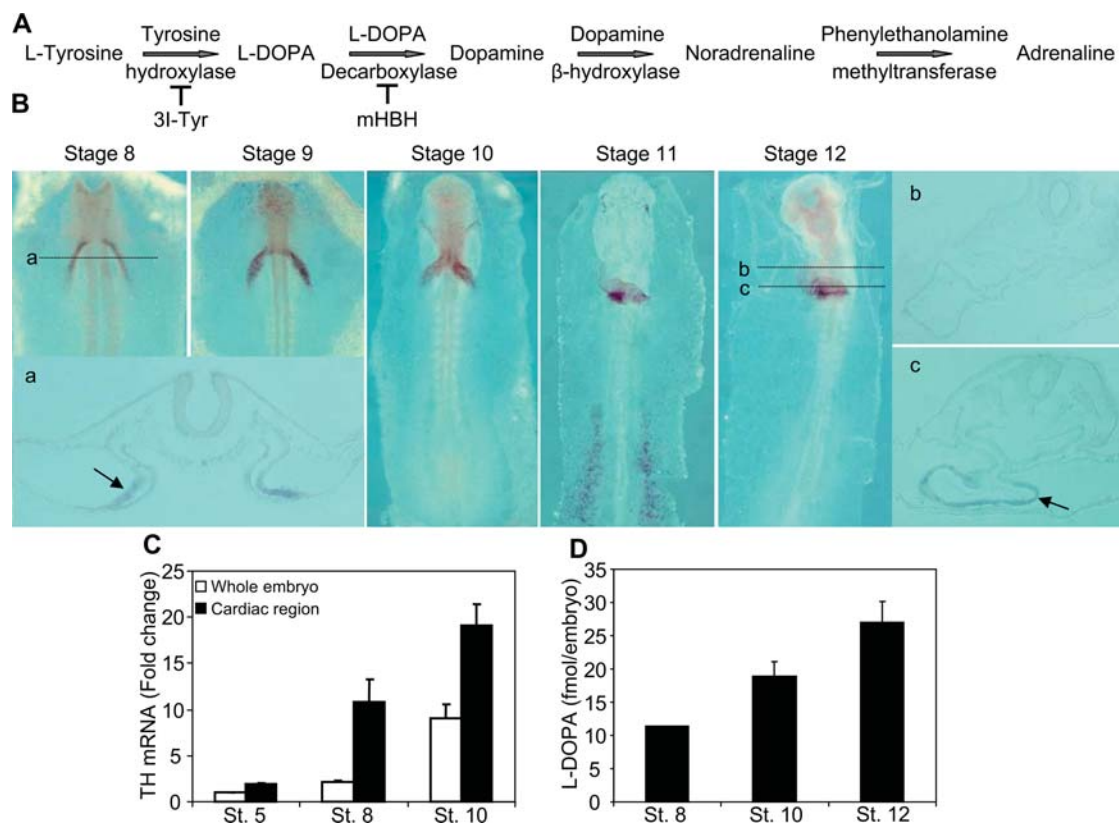 A
Tyrosine L-DOPA Dopamine Phenylethanolamine
L-Tyrosine L-DOPA Dopamine Noradrenaline Adrenaline
hydroxylase Decarboxylase β-hydroxylase methyltransferase
3I-Tyr mHBH
B
Stage 8 Stage 9 Stage 10 Stage 11 Stage 12
a
b
c
a
b
c
C
TH mRNA (Fold change)
25
20
15
10
5
0
Whole embryo
Cardiac region
St. 5 St. 8 St. 10
D
L-DOPA (fmol/embryo)
35
30
25
20
15
10
5
0
St. 8 St. 10 St. 12